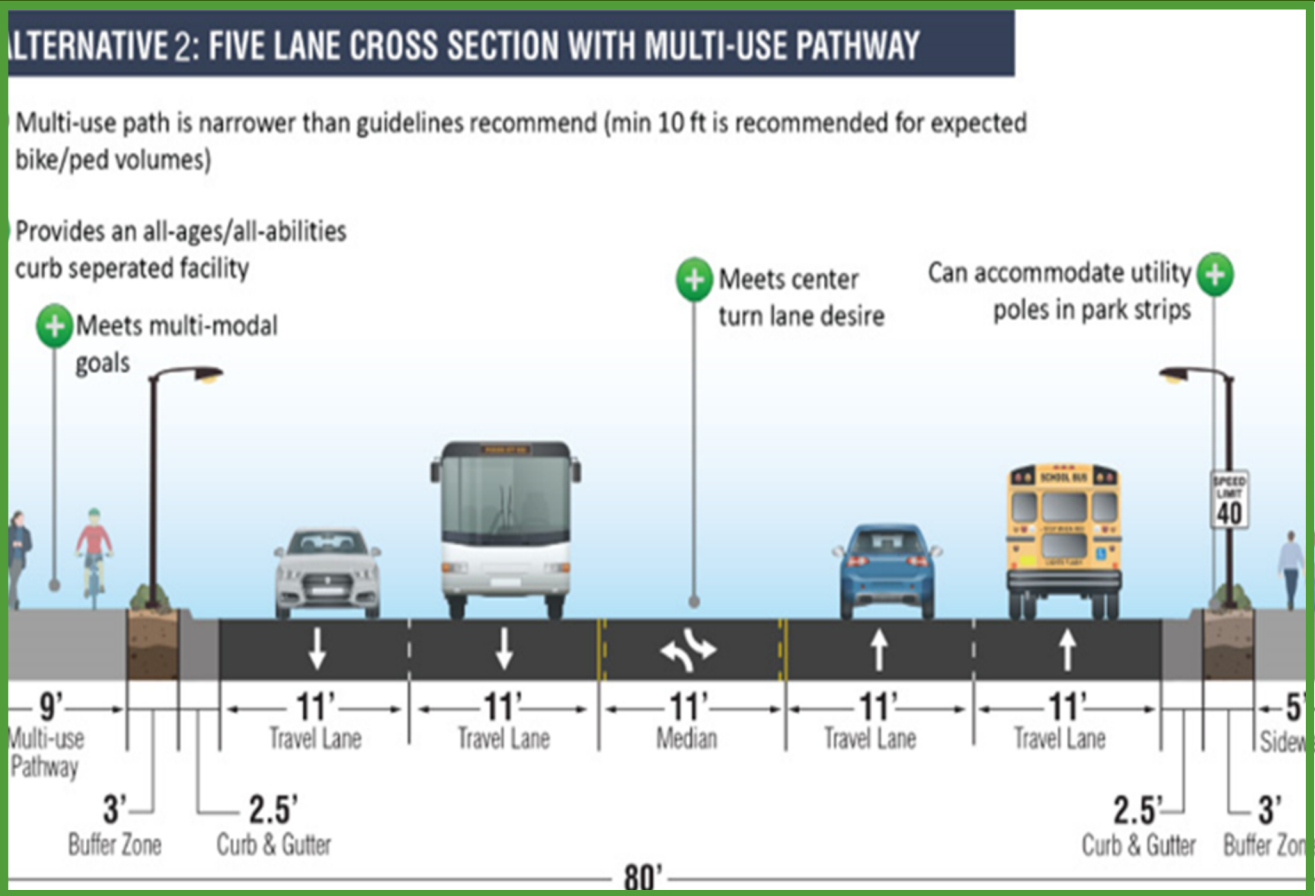 LTERNATIVE 2: FIVE LANE CROSS SECTION WITH MULTI-USE PATHWAY
Multi-use path is narrower than guidelines recommend (min 10 ft is recommended for expected
bike/ped volumes)
Provides an all-ages/all-abilities
curb seperated facility
Meets multi-modal
goals
Meets center
turn lane desire
Can accommodate utility
poles in park strips
SCHOOL BUS
SPEED
LIMIT
40
9'
Multi-use
Pathway
11'
Travel Lane
11'
Travel Lane
11'
Median
11'
Travel Lane
11'
Travel Lane
5'
Sidew
3'
Buffer Zone
2.5'
Curb & Gutter
2.5'
Curb & Gutter
3'
Buffer Zon
80'